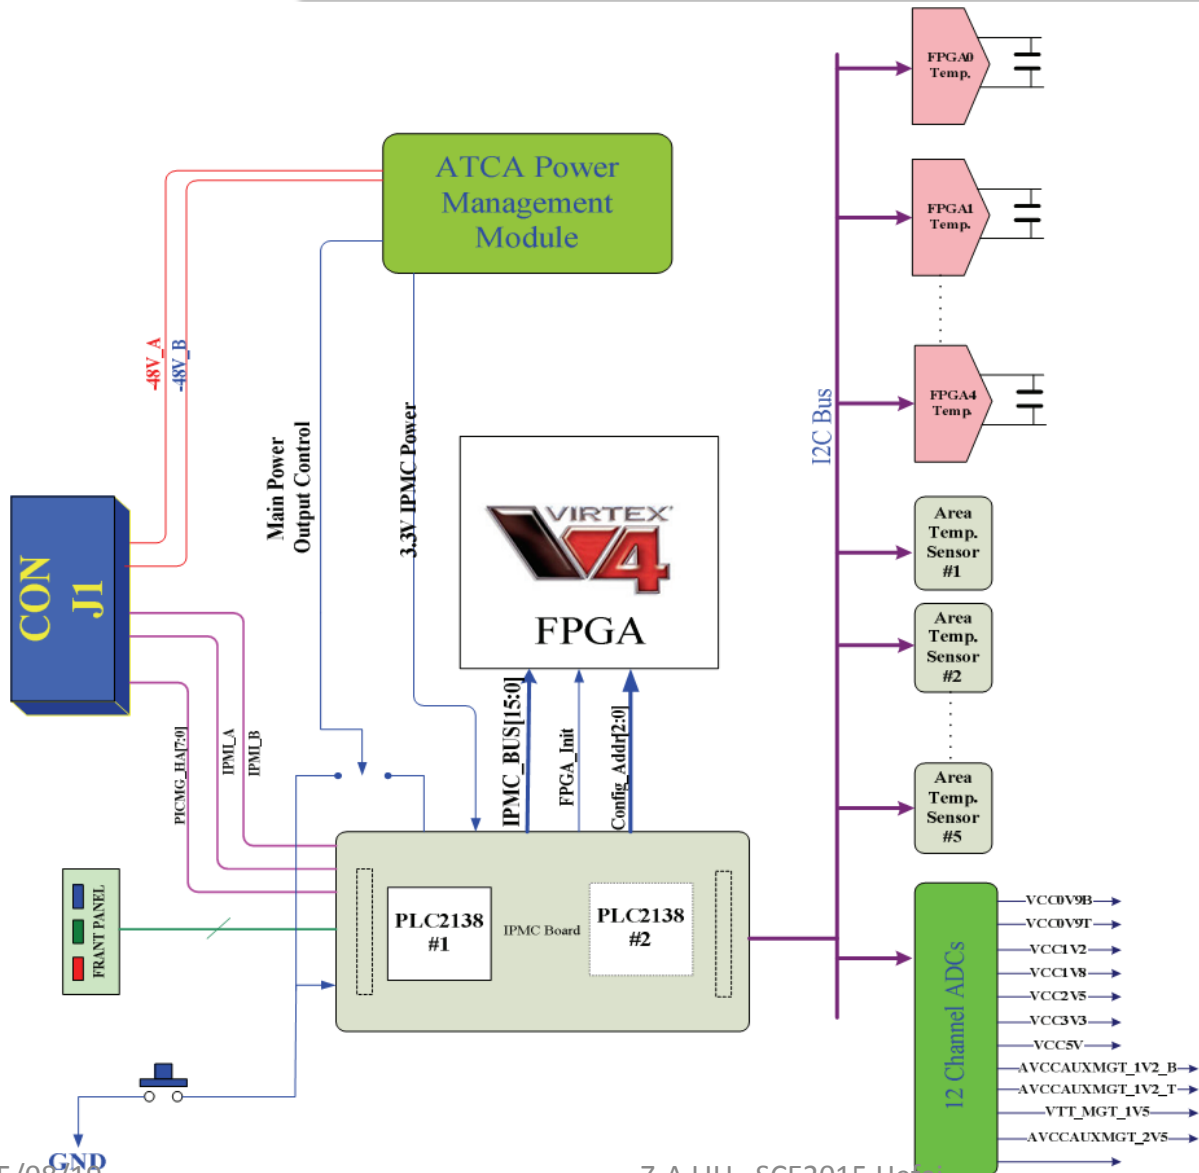 ATCA Power
Management
Module
-48V_A
-48V_B
Main Power
Output Control
3.3V IPMC Power
CON
J1
PICMG_HA[7:0]
IPMI_A
IPMI_B
VIRTEX
4
FPGA
IPMC_BUS[15:0]
FPGA_Init
Config_Addr[2:0]
FRANT PANEL
PLC2138
#1
IPMC Board
PLC2138
#2
GND
I2C Bus
FPGA0
Temp.
FPGA1
Temp.
FPGA4
Temp.
Area
Temp.
Sensor
#1
Area
Temp.
Sensor
#2
Area
Temp.
Sensor
#5
12 Channel ADCs
VCC0V9B
VCC0V9T
VCC1V2
VCC1V8
VCC2V5
VCC3V3
VCC5V
AVCCAUXMGT_1V2_B
AVCCAUXMGT_1V2_T
VTT_MGT_1V5
AVCCAUXMGT_2V5